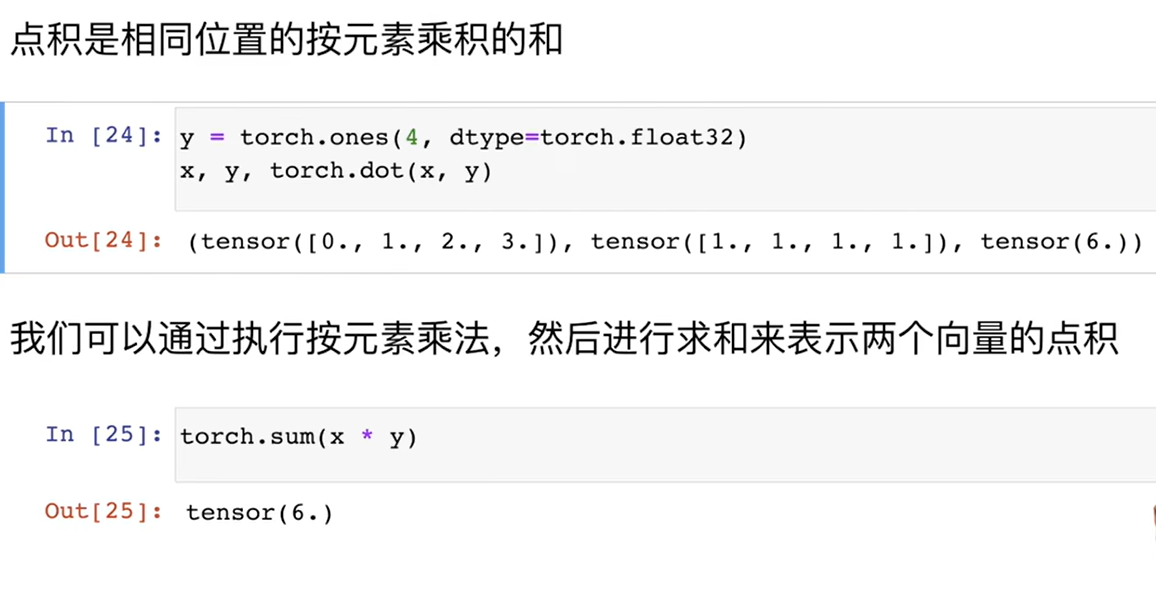 点积是相同位置的按元素乘积的和
In [24]: y = torch.ones(4, dtype=torch.float32)
x, y, torch.dot(x, y)
Out[24]: (tensor([0., 1., 2., 3.]), tensor([1., 1., 1., 1.]), tensor(6.))
我们可以通过执行按元素乘法，然后进行求和来表示两个向量的点积
In [25]: torch.sum(x * y)
Out[25]: tensor(6.)